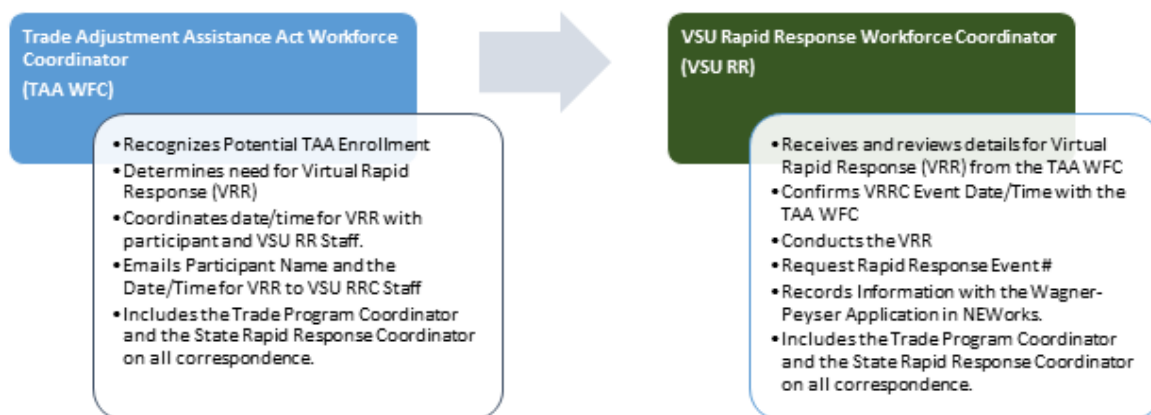 Trade Adjustment Assistance Act Workforce
Coordinator
(TAA WFC)
• Recognizes Potential TAA Enrollment
• Determines need for Virtual Rapid
Response (VRR)
• Coordinates date/time for VRR with
participant and VSU RR Staff.
• Emails Participant Name and the
Date/Time for VRR to VSU RRC Staff
• Includes the Trade Program Coordinator
and the State Rapid Response Coordinator
on all correspondence.
VSU Rapid Response Workforce Coordinator
(VSU RR)
• Receives and reviews details for Virtual
Rapid Response (VRR) from the TAA WFC
• Confirms VRRC Event Date/Time with the
TAA WFC
• Conducts the VRR
• Request Rapid Response Event #
• Records Information with the Wagner-
Peyser Application in NEWorks.
• Includes the Trade Program Coordinator
and the State Rapid Response Coordinator
on all correspondence.